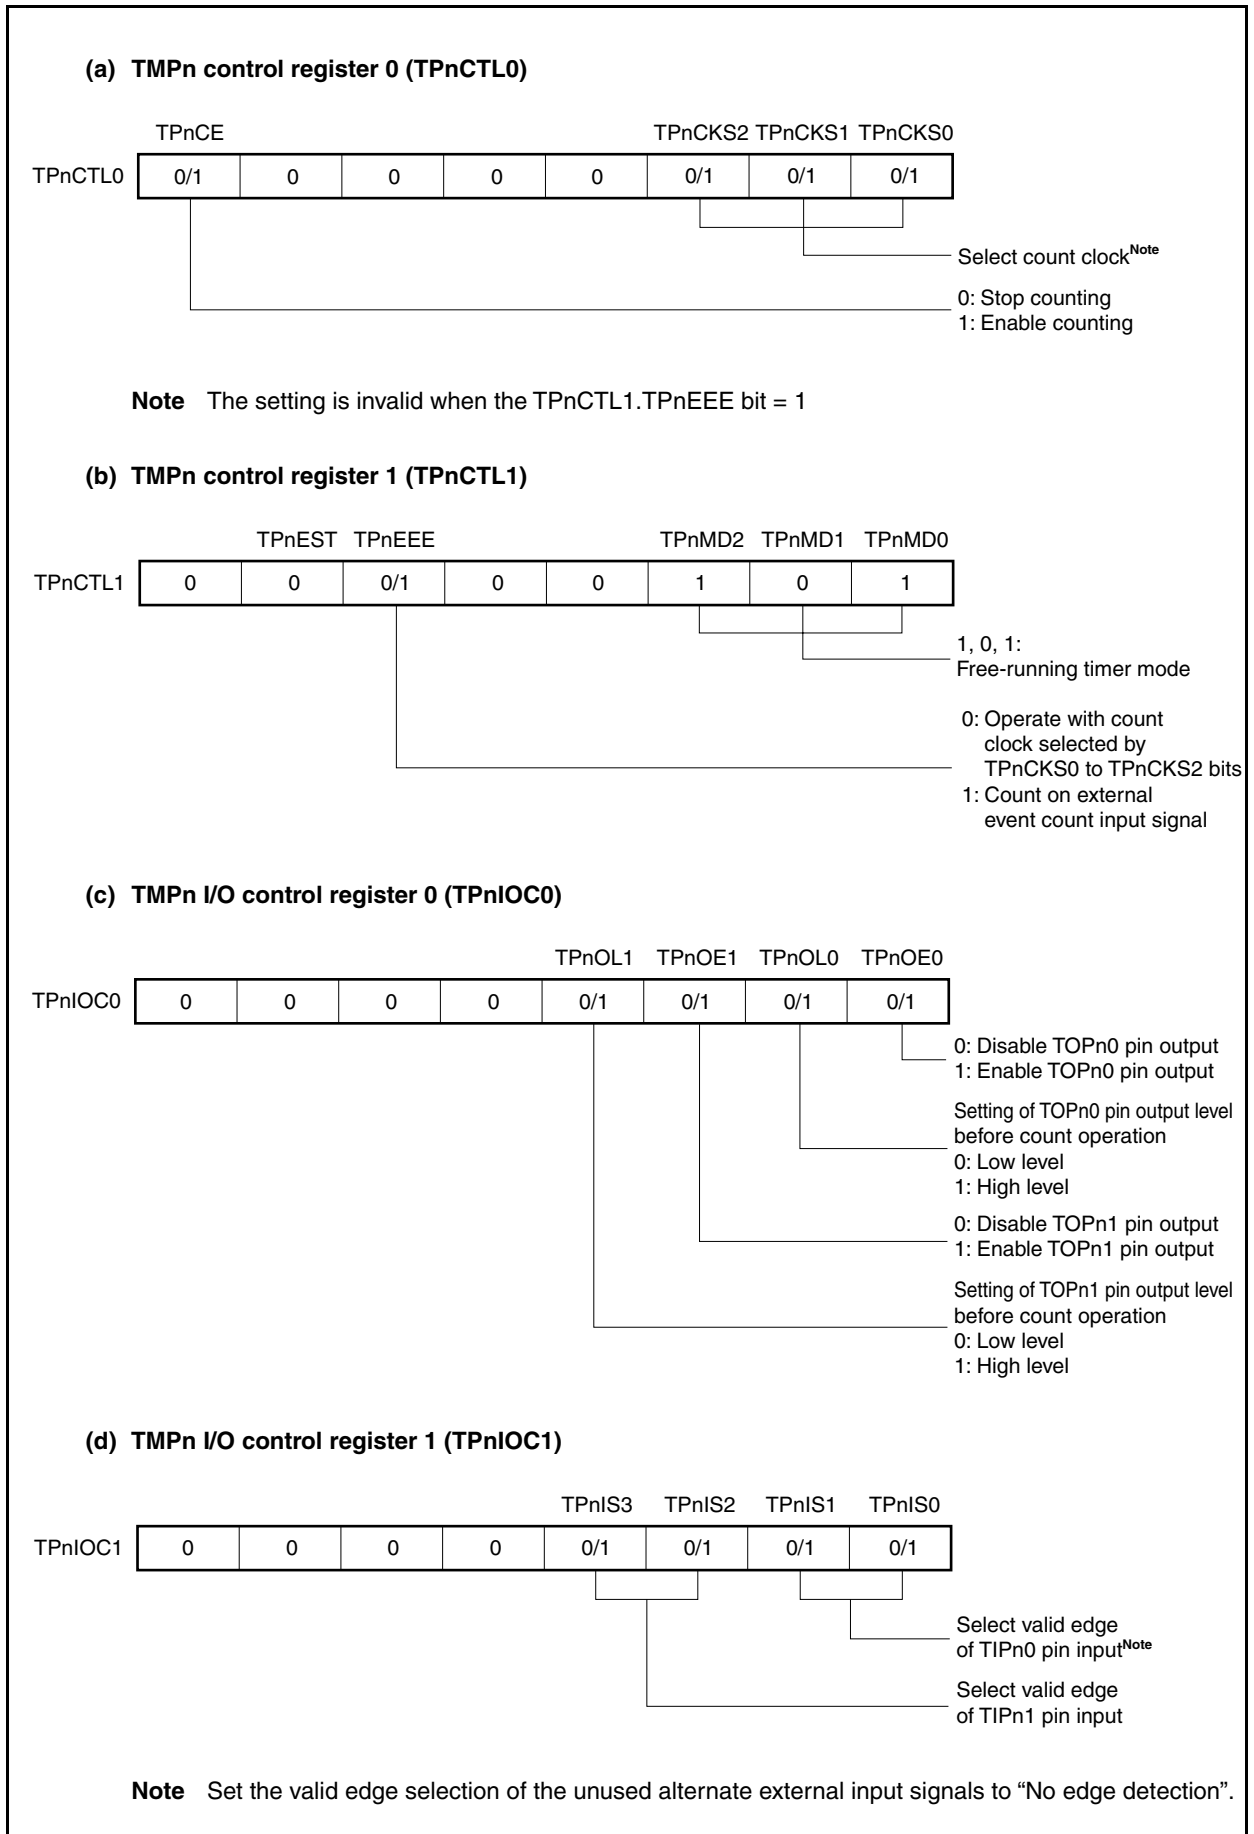 (a) TMPn control register 0 (TPnCTL0)
TPnCE TPnCKS2 TPnCKS1 TPnCKS0
TPnCTL0 0/1 0 0 0 0 0/1 0/1 0/1
Select count clockNote
0: Stop counting
1: Enable counting
Note The setting is invalid when the TPnCTL1.TPnEEE bit = 1
(b) TMPn control register 1 (TPnCTL1)
TPnEST TPnEEE TPnMD2 TPnMD1 TPnMD0
TPnCTL1 0 0 0/1 0 0 1 0 1
1, 0, 1:
Free-running timer mode
0: Operate with count
clock selected by
TPnCKS0 to TPnCKS2 bits
1: Count on external
event count input signal
(c) TMPn I/O control register 0 (TPnIOC0)
TPnOL1 TPnOE1 TPnOL0 TPnOE0
TPnIOC0 0 0 0 0 0/1 0/1 0/1 0/1
0: Disable TOPn0 pin output
1: Enable TOPn0 pin output
Setting of TOPn0 pin output level
before count operation
0: Low level
1: High level
0: Disable TOPn1 pin output
1: Enable TOPn1 pin output
Setting of TOPn1 pin output level
before count operation
0: Low level
1: High level
(d) TMPn I/O control register 1 (TPnIOC1)
TPnIS3 TPnIS2 TPnIS1 TPnIS0
TPnIOC1 0 0 0 0 0/1 0/1 0/1 0/1
Select valid edge
of TIPn0 pin inputNote
Select valid edge
of TIPn1 pin input
Note Set the valid edge selection of the unused alternate external input signals to “No edge detection”.